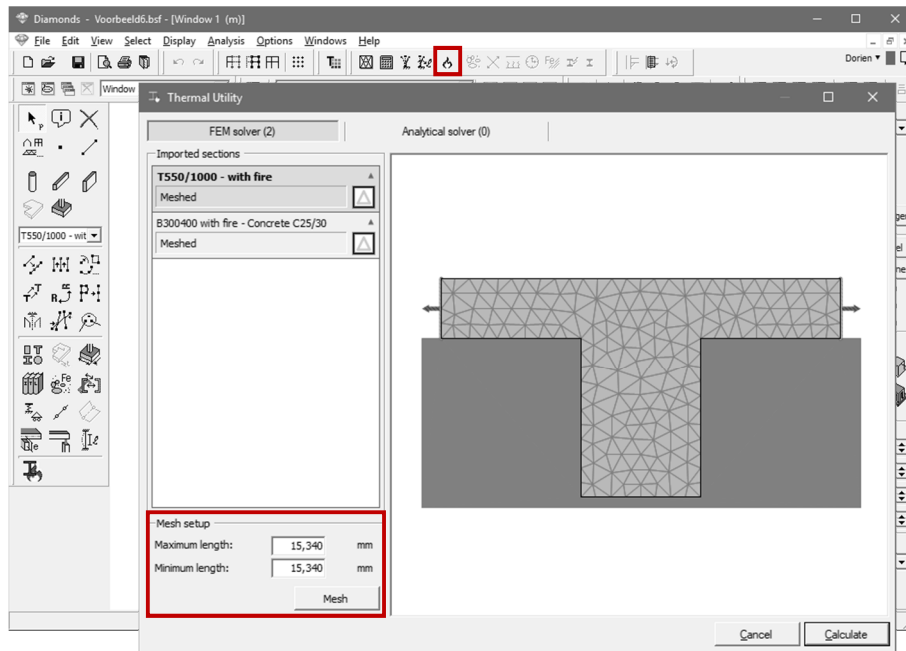 Diamonds - Voorbeeld6.bsf - [Window 1 (m)]
File Edit View Select Display Analysis Options Windows Help
Dorien
Window
Thermal Utility
FEM solver (2) Analytical solver (0)
Imported sections
T550/1000 - with fire
Meshed
B300400 with fire - Concrete C25/30
Meshed
T550/1000 - wit
Mesh setup
Maximum length: 15,340 mm
Minimum length: 15,340 mm
Mesh
Cancel Calculate